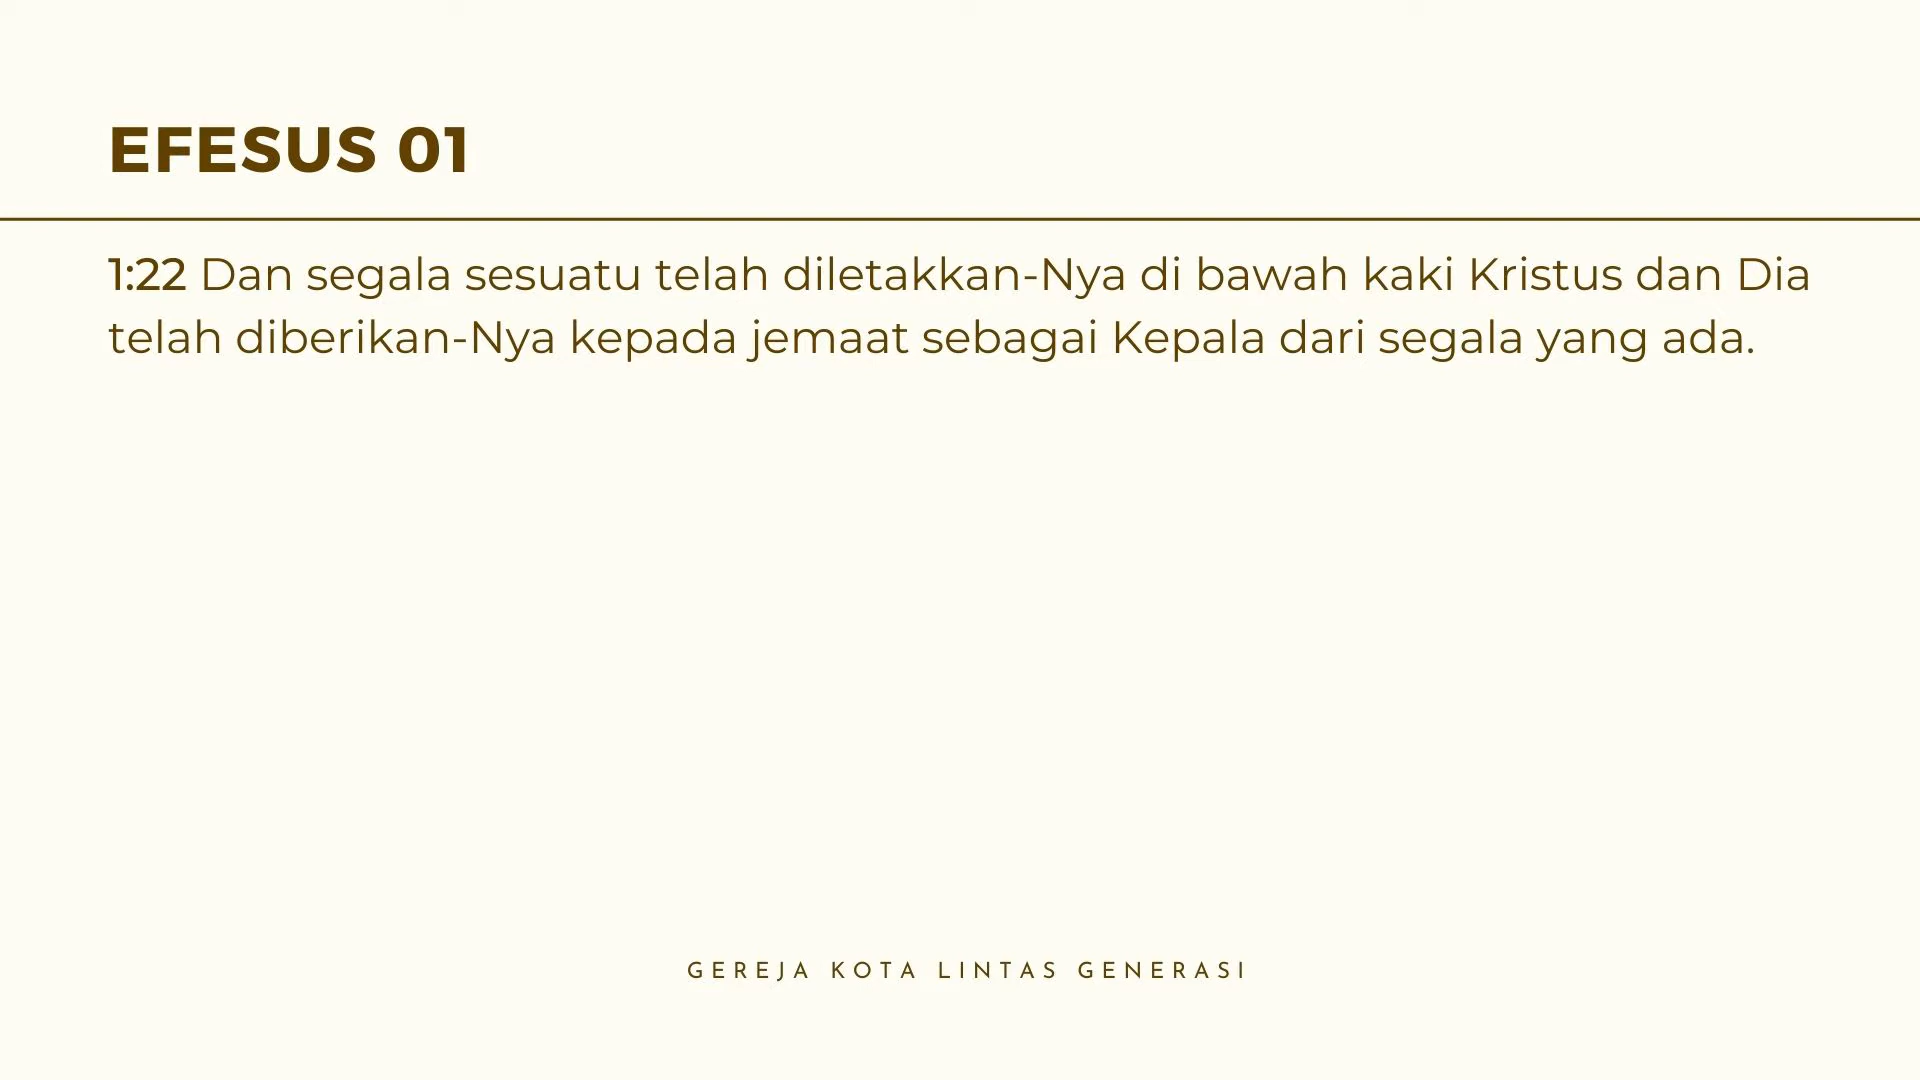 EFESUS 01
1:22 Dan segala sesuatu telah diletakkan-Nya di bawah kaki Kristus dan Dia
telah diberikan-Nya kepada jemaat sebagai Kepala dari segala yang ada.
GEREJA KOTA LINTAS GENERASI